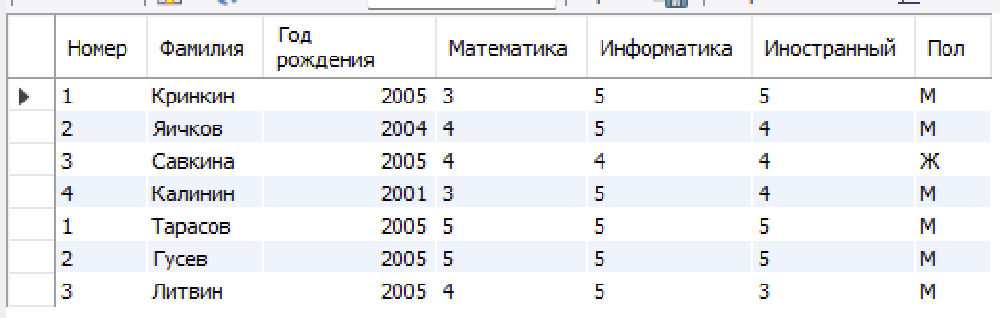 Номер Фамилия Год рождения Математика Информатика Иностранный Пол
1 Кринкин 2005 3 5 5 М
2 Яичков 2004 4 5 4 М
3 Савкина 2005 4 4 4 Ж
4 Калинин 2001 3 5 4 М
1 Тарасов 2005 5 5 5 М
2 Гусев 2005 5 5 5 М
3 Литвин 2005 4 5 3 М